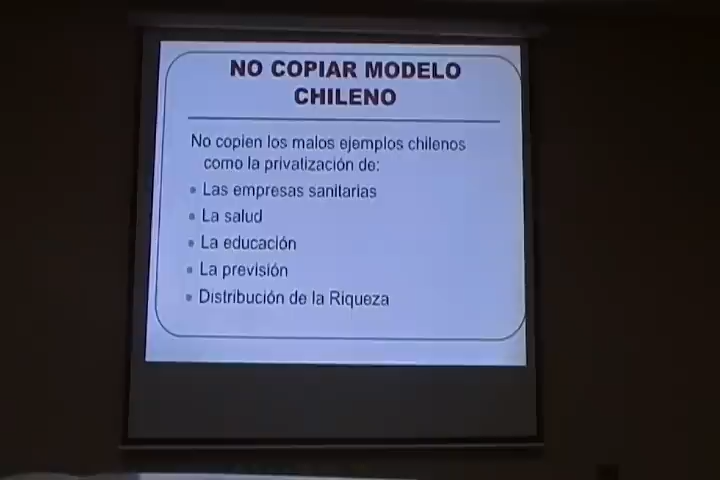 NO COPIAR MODELO
CHILENO
No copien los malos ejemplos chilenos
como la privatización de:
• Las empresas sanitarias
• La salud
• La educación
• La previsión
• Distribución de la Riqueza